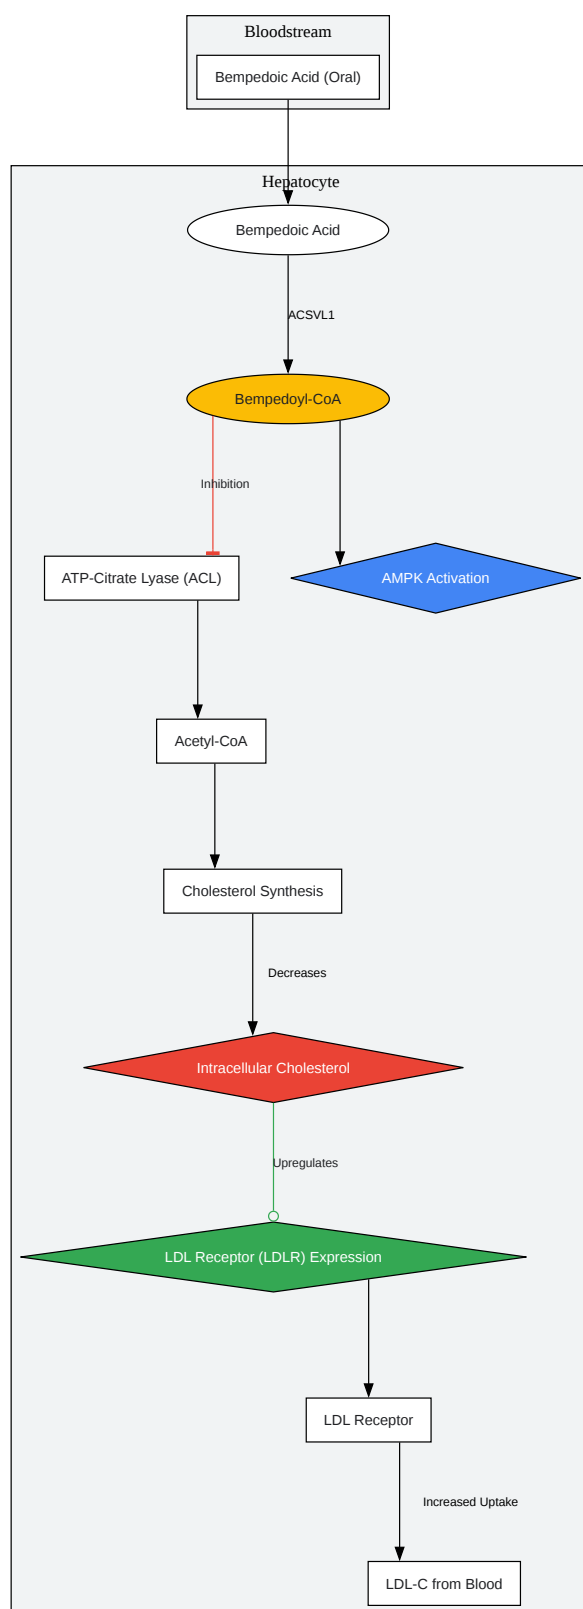 Bloodstream
Bempedoic Acid (Oral)
Hepatocyte
Bempedoic Acid
ACSVL1
Bempedoyl-CoA
Inhibition
ATP-Citrate Lyase (ACL)
AMPK Activation
Acetyl-CoA
Cholesterol Synthesis
Decreases
Intracellular Cholesterol
Upregulates
LDL Receptor (LDLR) Expression
LDL Receptor
Increased Uptake
LDL-C from Blood